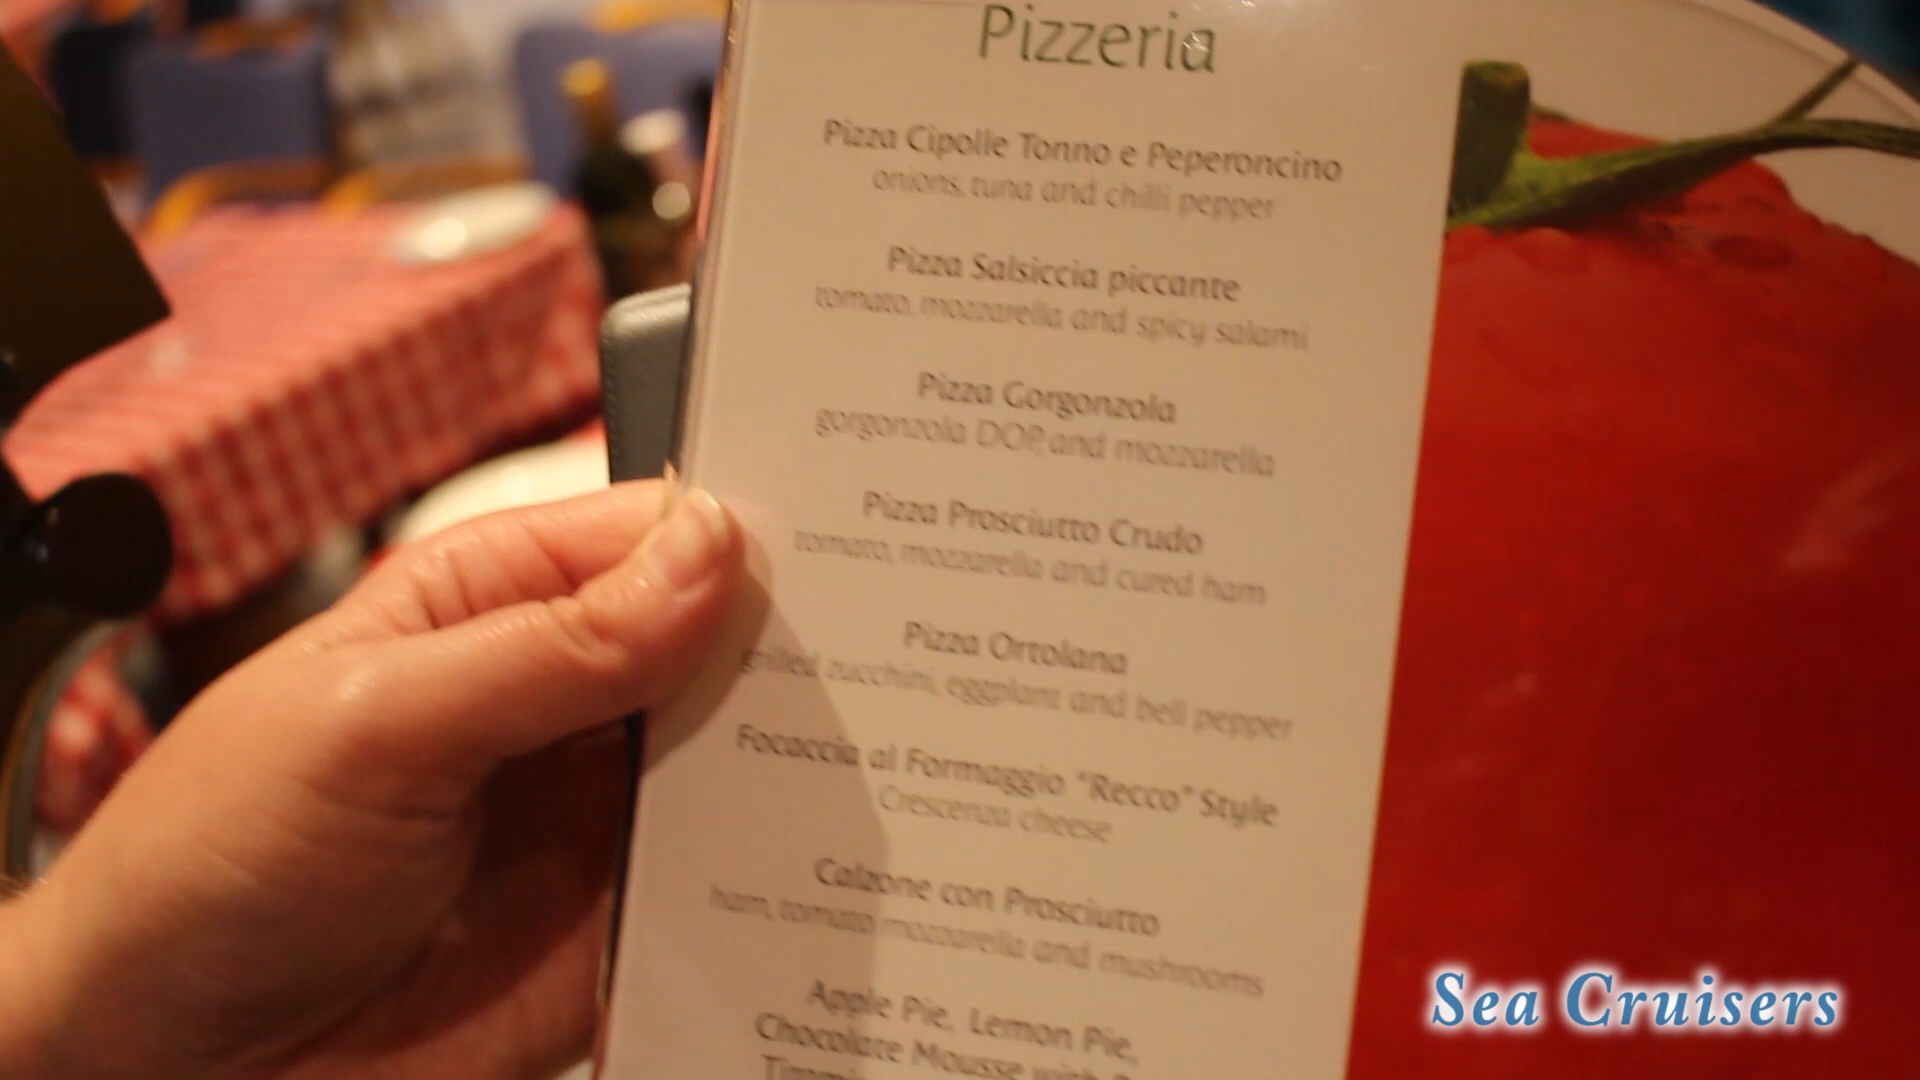 Pizzeria
Pizza Cipolle Tonno e Peperoncino
onions, tuna and chilli pepper
Pizza Salsiccia piccante
tomato, mozzarella and spicy salami
Pizza Gorgonzola
gorgonzola DOP, and mozzarella
Pizza Prosciutto Crudo
tomato, mozzarella and cured ham
Pizza Ortolana
grilled zucchini, eggplant and bell pepper
Focaccia al Formaggio "Recco" Style
Crescenza cheese
Calzone con Prosciutto
ham, tomato mozzarella and mushrooms
Apple Pie, Lemon Pie,
Chocolate Mousse with
Sea Cruisers